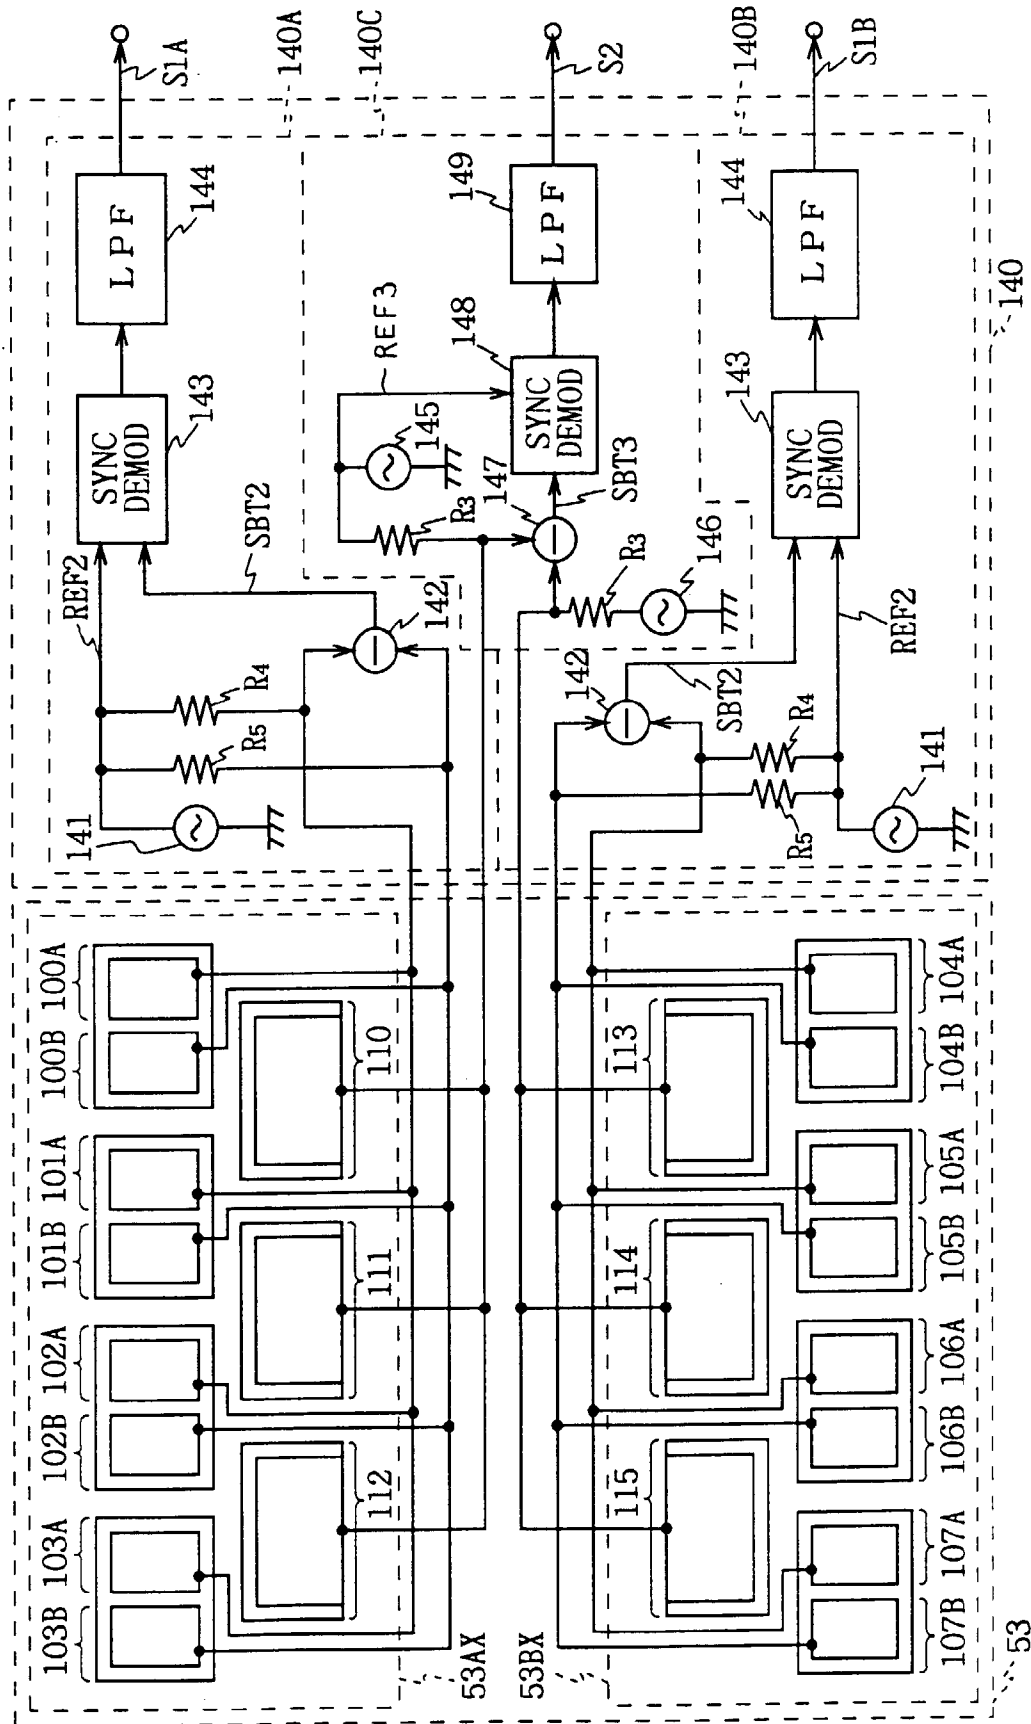 103B
103A
102B
102A
101B
101A
100B
100A
141
REF2
R5
R4
SBT2
SYNC
DEMOD
143
LPF
144
S1A
140A
140C
112
111
110
142
R3
145
REF3
53AX
147
148
149
SYNC
DEMOD
LPF
SBT3
S2
53BX
115
114
113
142
R3
146
SBT2
R5
R4
140B
141
REF2
SYNC
DEMOD
143
LPF
144
S1B
107B
107A
106B
106A
105B
105A
104B
104A
53
140